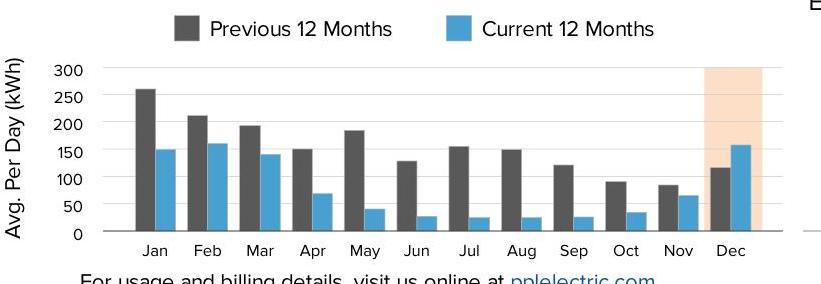 Previous 12 Months Current 12 Months
Avg. Per Day (kWh)
300
250
200
150
100
50
0
Jan Feb Mar Apr May Jun Jul Aug Sep Oct Nov Dec
For usage and billing details, visit us online at pplelectric.com